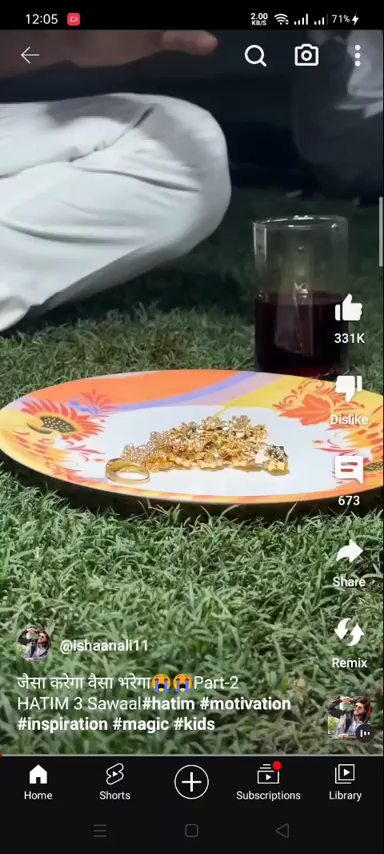 12:05
2.00
KB/S
71%
331K
Dislike
673
Share
Remix
@ishaanali11
जैसा करेगा वैसा भरेगा😭😭Part-2
HATIM 3 Sawaal#hatim #motivation
#inspiration #magic #kids
Home
Shorts
Subscriptions
Library